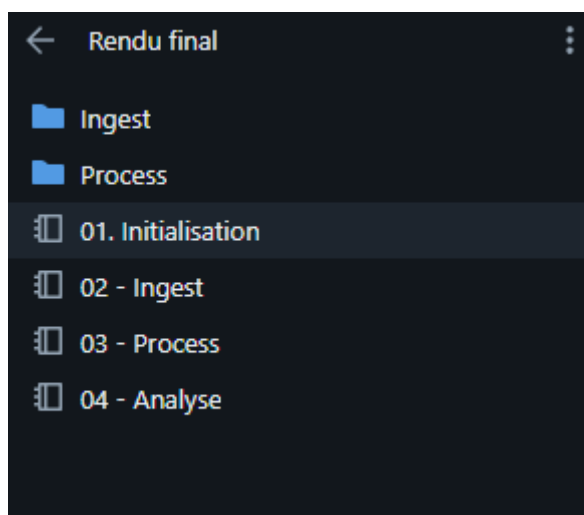 Rendu final
Ingest
Process
01. Initialisation
02 - Ingest
03 - Process
04 - Analyse